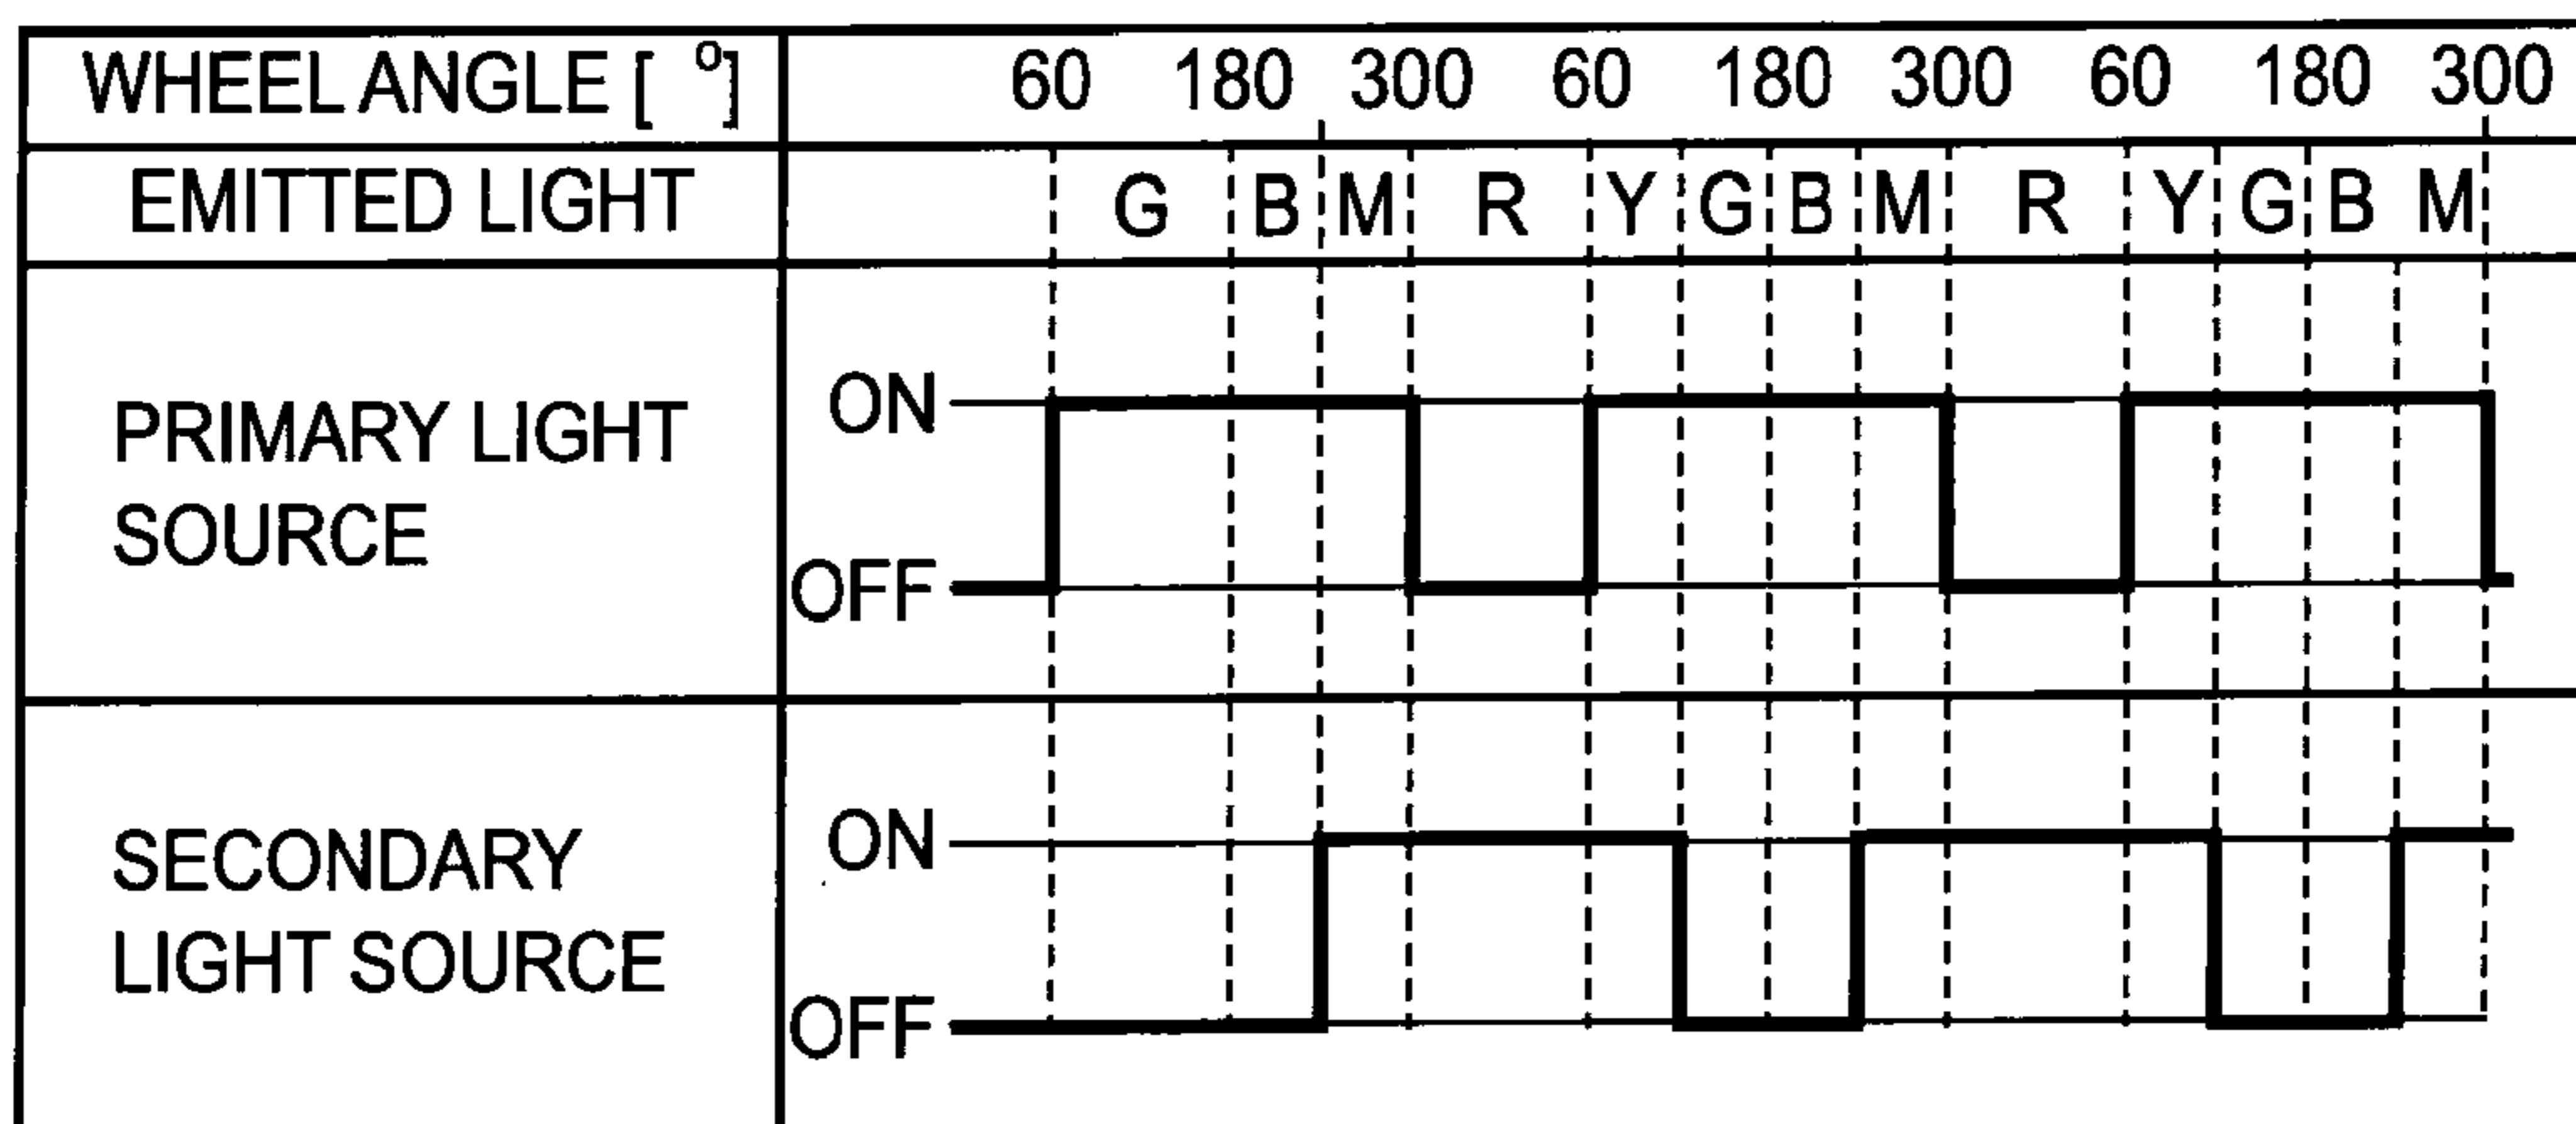 WHEEL ANGLE [ °] 60 180 300 60 180 300 60 180 300
EMITTED LIGHT G B M R Y G B M R Y G B M
PRIMARY LIGHT
SOURCE
ON
OFF
SECONDARY
LIGHT SOURCE
ON
OFF